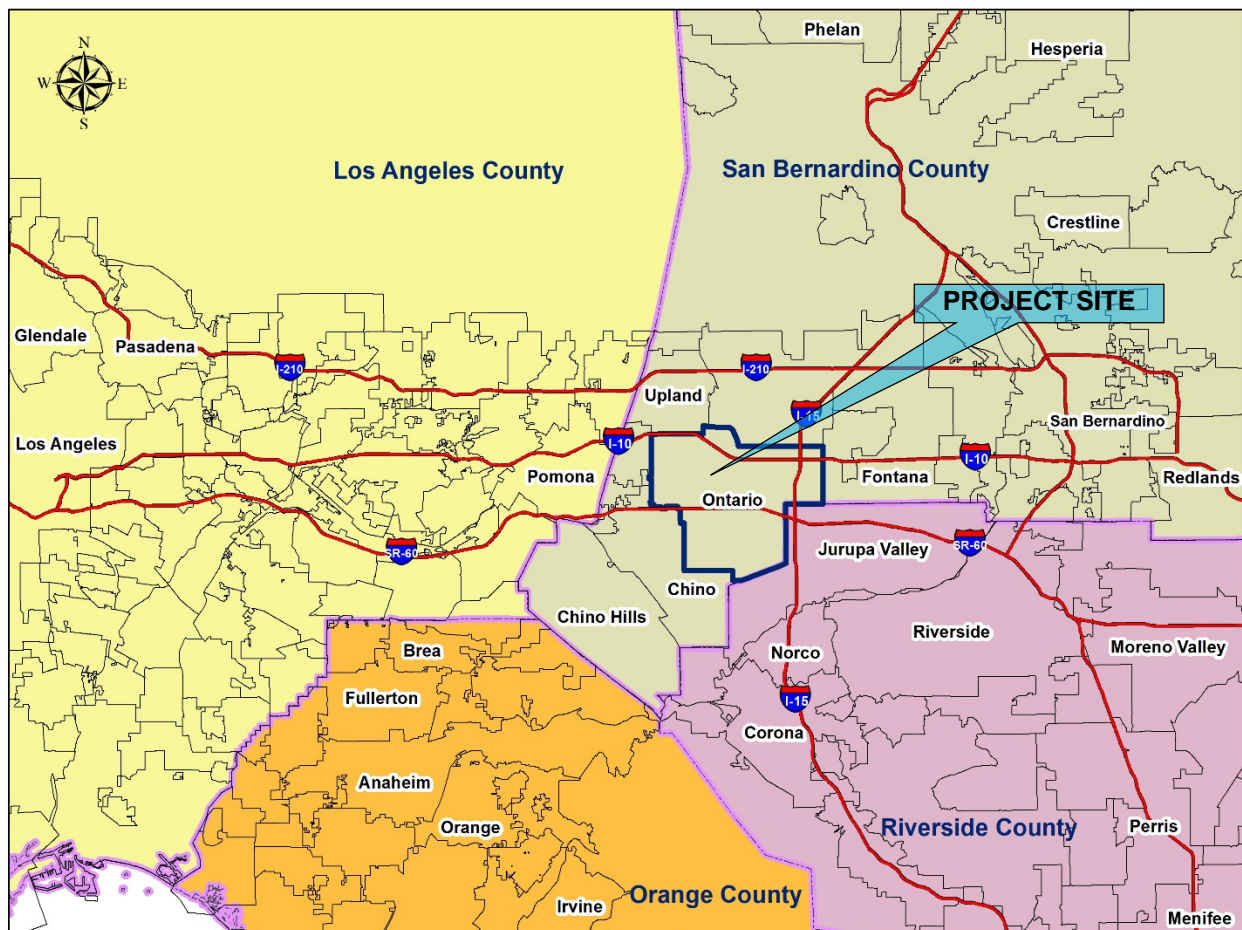 Phelan
Hesperia
N
W E
S
Los Angeles County
San Bernardino County
Crestline
PROJECT SITE
Glendale
Pasadena
I-210
I-210
Upland
I-15
Los Angeles
San Bernardino
I-10
Pomona
I-10
Fontana
Redlands
Ontario
SR-60
Jurupa Valley
SR-60
Chino
Chino Hills
Riverside
Moreno Valley
Brea
Norco
Fullerton
I-15
Corona
Anaheim
Orange
Riverside County
Perris
Orange County
Irvine
Menifee